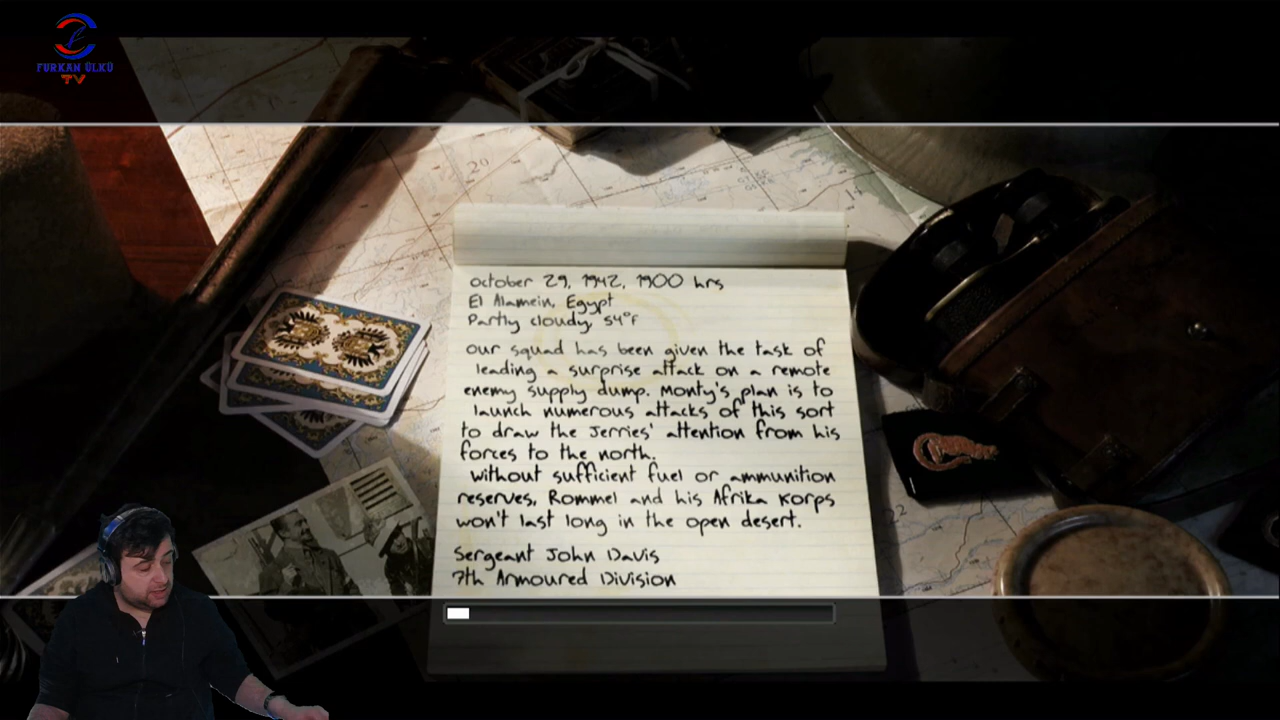 FURKAN ÜLKÜ
TV
20
14
October 29, 1942, 1900 hrs
El Alamein, Egypt
Partly cloudy, 54°F
Our squad has been given the task of
leading a surprise attack on a remote
enemy supply dump. Monty's plan is to
launch numerous attacks of this sort
to draw the Jerries' attention from his
forces to the north.
Without sufficient fuel or ammunition
reserves, Rommel and his Afrika Korps
won't last long in the open desert.
Sergeant John Davis
7th Armoured Division
22